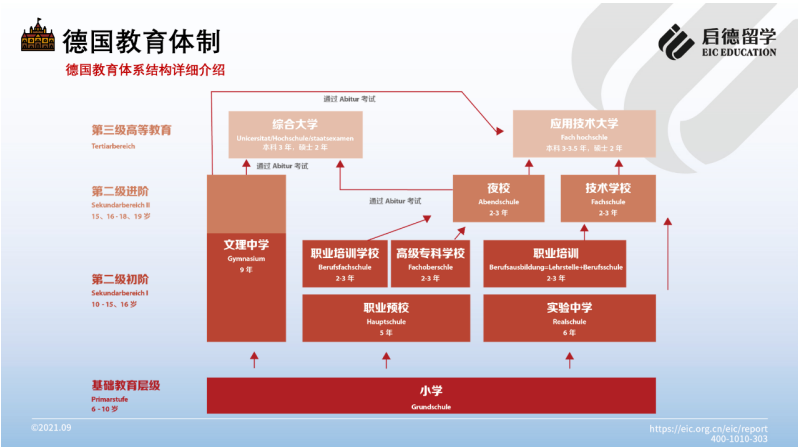 德国教育体制
德国教育体系结构详细介绍
启德留学
EIC EDUCATION
通过 Abitur 考试
第三级高等教育
Tertiarbereich
综合大学
Unicersitat/Hochschule/staatsexamen
本科 3 年、硕士 2 年
应用技术大学
Fach hochschle
本科 3-3.5 年、硕士 2 年
通过 Abitur 考试
第二级进阶
Sekundarbereich II
15、16 - 18、19 岁
通过 Abitur 考试
夜校
Abendschule
2-3 年
技术学校
Fachschule
2-3 年
文理中学
Gymnasium
9 年
职业培训学校
Berufsfachschule
2-3 年
高级专科学校
Fachoberschle
2-3 年
职业培训
Berufsausbildung=Lehrstelle+Berufsschule
2-3 年
第二级初阶
Sekundarbereich I
10 - 15、16 岁
职业预校
Hauptschule
5 年
实验中学
Realschule
6 年
基础教育层级
Primarstufe
6 - 10 岁
小学
Grundschule
©2021.09
https://eic.org.cn/eic/report
400-1010-303